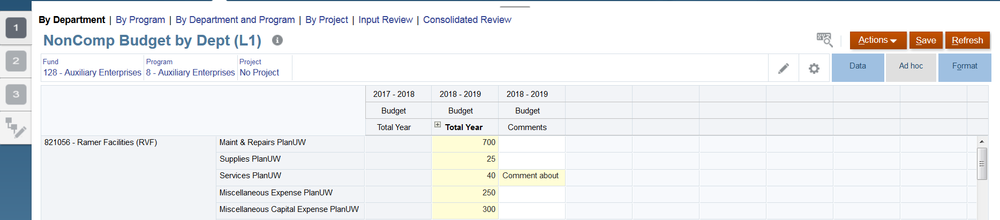 1
By Department | By Program | By Department and Program | By Project | Input Review | Consolidated Review
NonComp Budget by Dept (L1)
Actions Save Refresh
2
Fund Program Project
128 - Auxiliary Enterprises 8 - Auxiliary Enterprises No Project
Data Ad hoc Format
3
2017 - 2018 2018 - 2019 2018 - 2019
Budget Budget Budget
Total Year Total Year Comments
821056 - Ramer Facilities (RVF) Maint & Repairs PlanUW 700
Supplies PlanUW 25
Services PlanUW 40 Comment about
Miscellaneous Expense PlanUW 250
Miscellaneous Capital Expense PlanUW 300